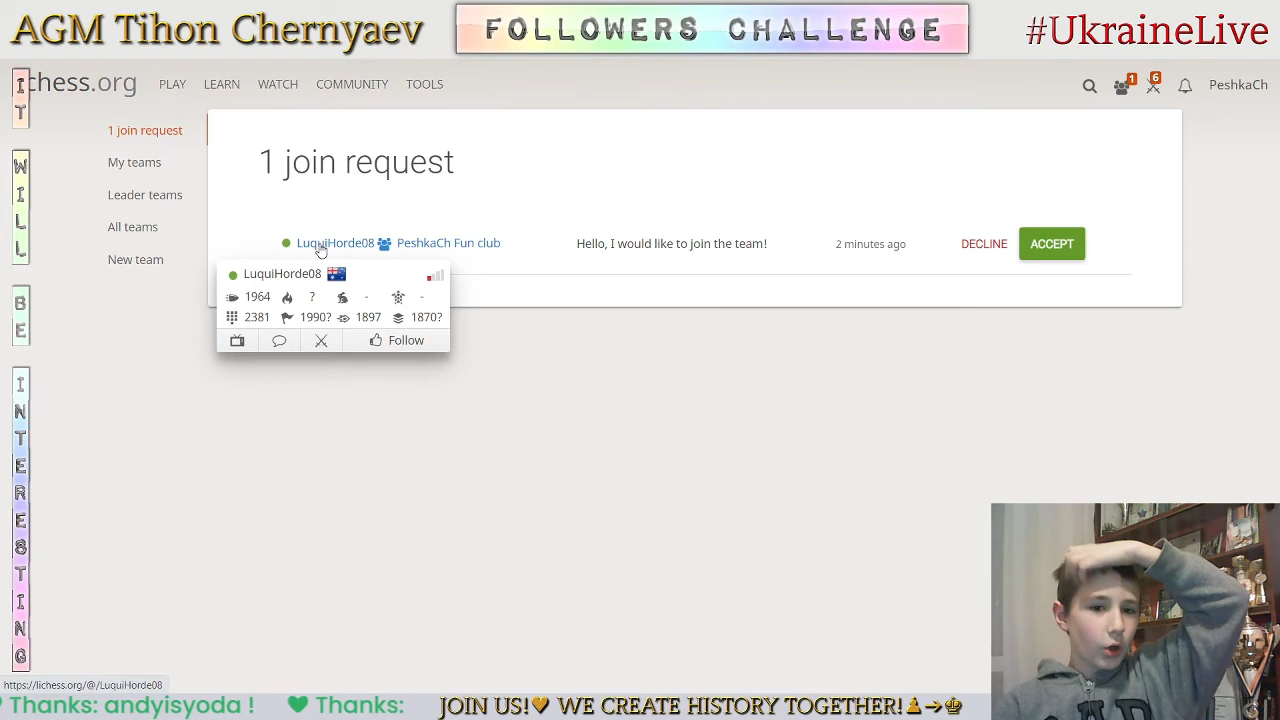 AGM Tihon Chernyaev
FOLLOWERS CHALLENGE
#UkraineLive
IT WILL BE INTERESTING
chess.org
PLAY LEARN WATCH COMMUNITY TOOLS
1 6 PeshkaCh
1 join request
My teams
Leader teams
All teams
New team
1 join request
LuquiHorde08 PeshkaCh Fun club Hello, I would like to join the team! 2 minutes ago DECLINE ACCEPT
LuquiHorde08
1964 ? - -
2381 1990? 1897 1870?
Follow
https://lichess.org/@/LuquiHorde08
Thanks: andyisyoda ! Thanks:
JOIN US! WE CREATE HISTORY TOGETHER!